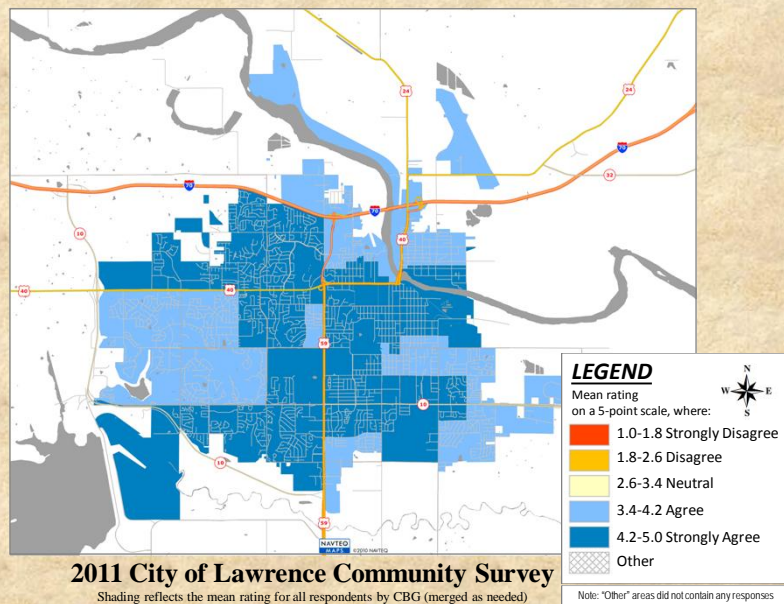 24
24
70
32
70
70
10
40
40
40
59
10
10
59
NAVTEQ
MAPS
©2010 NAVTEQ
LEGEND
Mean rating
on a 5-point scale, where:
N
W E
S
1.0-1.8 Strongly Disagree
1.8-2.6 Disagree
2.6-3.4 Neutral
3.4-4.2 Agree
4.2-5.0 Strongly Agree
Other
2011 City of Lawrence Community Survey
Shading reflects the mean rating for all respondents by CBG (merged as needed)
Note: "Other" areas did not contain any responses